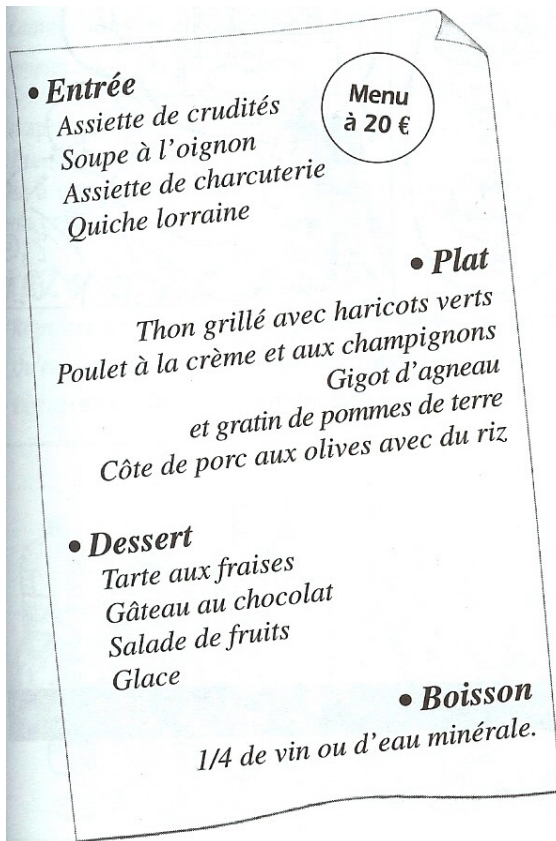 • Entrée
Assiette de crudités
Soupe à l'oignon
Assiette de charcuterie
Quiche lorraine
Menu
à 20 €
• Plat
Thon grillé avec haricots verts
Poulet à la crème et aux champignons
Gigot d'agneau
et gratin de pommes de terre
Côte de porc aux olives avec du riz
• Dessert
Tarte aux fraises
Gâteau au chocolat
Salade de fruits
Glace
• Boisson
1/4 de vin ou d'eau minérale.